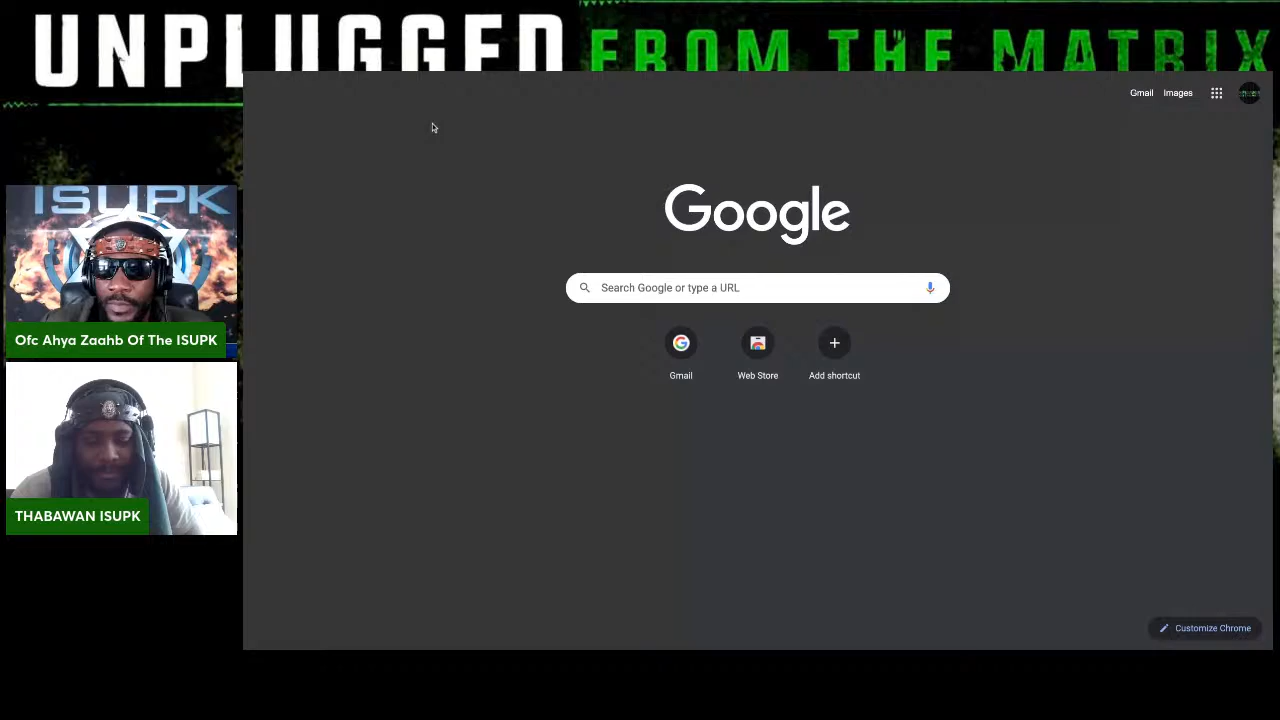 UNPLUGGED FROM THE MATRIX
Gmail Images
ISUPK
Google
Ofc Ahya Zaahb Of The ISUPK
Search Google or type a URL
Gmail Web Store Add shortcut
THABAWAN ISUPK
Customize Chrome